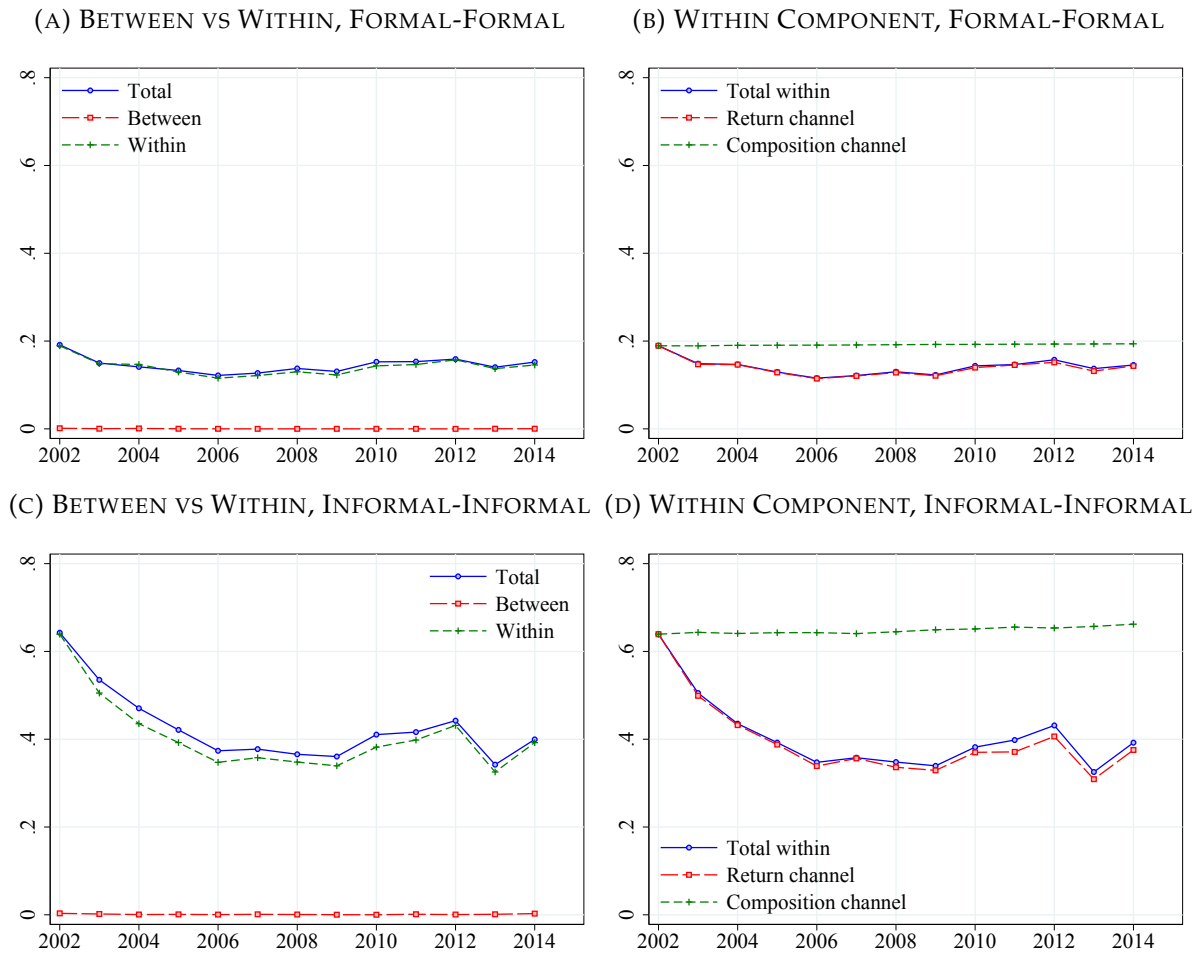 (A) BETWEEN VS WITHIN, FORMAL-FORMAL
.8
.6
.4
.2
0
Total
Between
Within
2002 2004 2006 2008 2010 2012 2014
(B) WITHIN COMPONENT, FORMAL-FORMAL
.8
.6
.4
.2
0
Total within
Return channel
Composition channel
2002 2004 2006 2008 2010 2012 2014
(C) BETWEEN VS WITHIN, INFORMAL-INFORMAL
.8
.6
.4
.2
0
Total
Between
Within
2002 2004 2006 2008 2010 2012 2014
(D) WITHIN COMPONENT, INFORMAL-INFORMAL
.8
.6
.4
.2
0
Total within
Return channel
Composition channel
2002 2004 2006 2008 2010 2012 2014